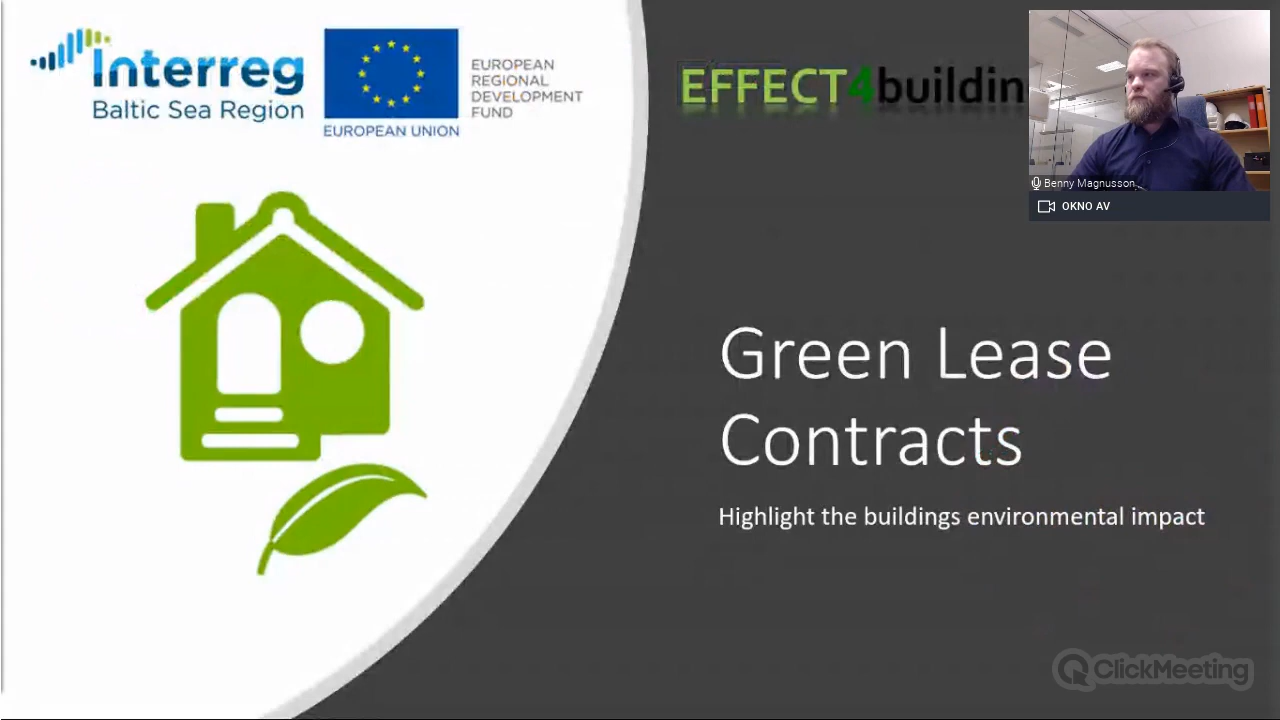 Interreg
Baltic Sea Region
EUROPEAN UNION
EUROPEAN
REGIONAL
DEVELOPMENT
FUND
EFFECT4buildin
Benny Magnusson
OKNO AV
Green Lease
Contracts
Highlight the buildings environmental impact
ClickMeeting